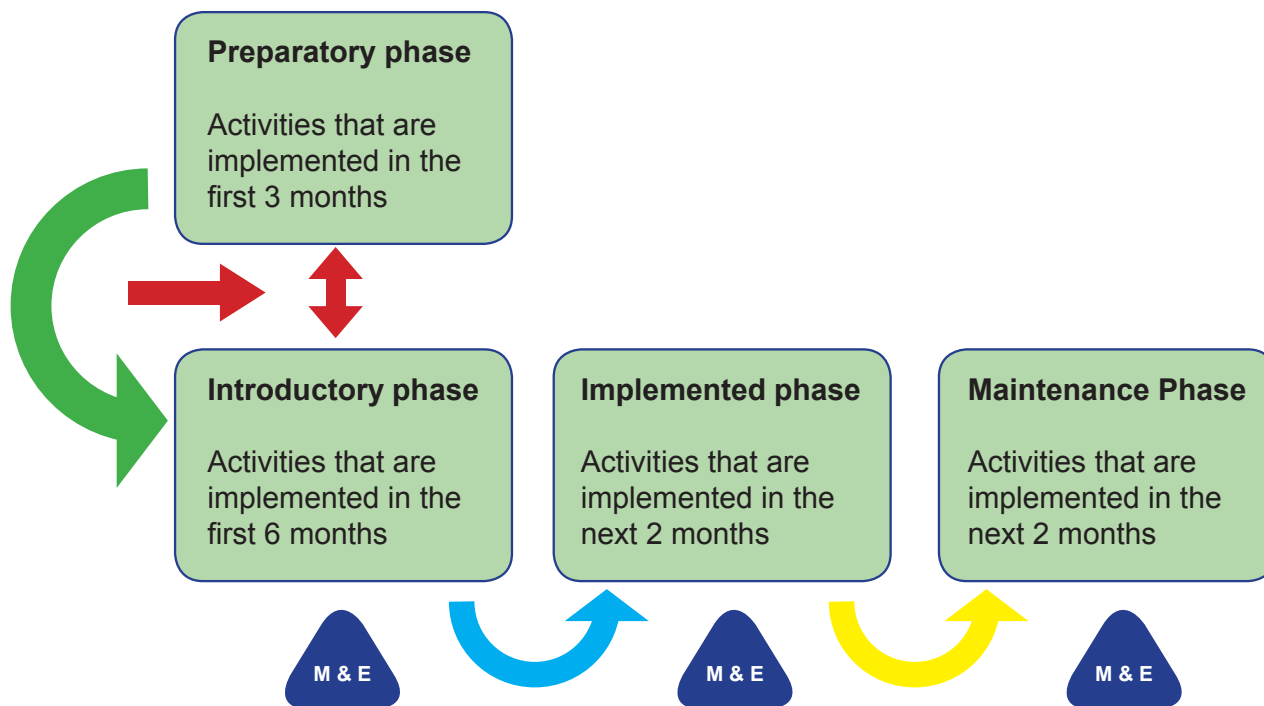 Preparatory phase
Activities that are
implemented in the
first 3 months
Introductory phase
Activities that are
implemented in the
first 6 months
Implemented phase
Activities that are
implemented in the
next 2 months
Maintenance Phase
Activities that are
implemented in the
next 2 months
M & E
M & E
M & E